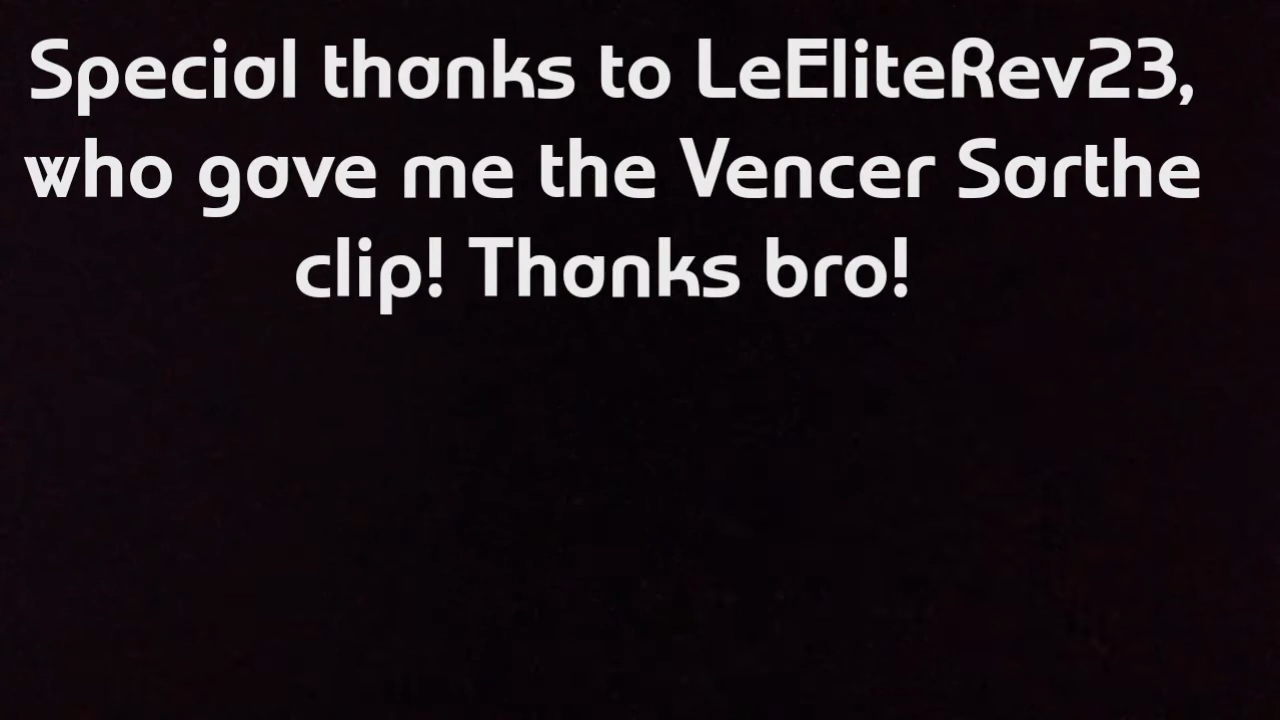 Special thanks to LeEliteRev23,
who gave me the Vencer Sarthe
clip! Thanks bro!